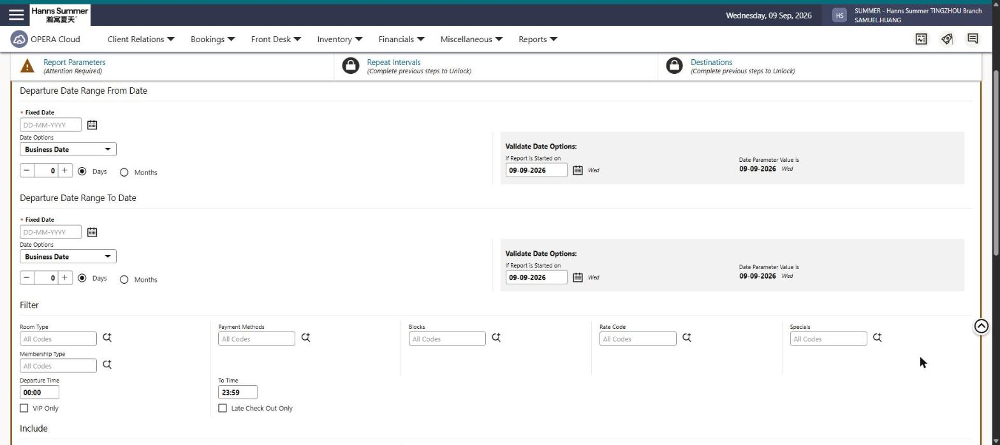 Hanns Summer
瀚寓夏天
Wednesday, 09 Sep, 2026
HS
SUMMER - Hanns Summer TINGZHOU Branch
SAMUEL.HUANG
OPERA Cloud
Client Relations
Bookings
Front Desk
Inventory
Financials
Miscellaneous
Reports
Report Parameters
(Attention Required)
Repeat Intervals
(Complete previous steps to Unlock)
Destinations
(Complete previous steps to Unlock)
Departure Date Range From Date
* Fixed Date
DD-MM-YYYY
Date Options
Business Date
− 0 + Days Months
Validate Date Options:
If Report is Started on
09-09-2026 Wed
Date Parameter Value is
09-09-2026 Wed
Departure Date Range To Date
* Fixed Date
DD-MM-YYYY
Date Options
Business Date
− 0 + Days Months
Validate Date Options:
If Report is Started on
09-09-2026 Wed
Date Parameter Value is
09-09-2026 Wed
Filter
Room Type
All Codes
Payment Methods
All Codes
Blocks
All Codes
Rate Code
All Codes
Specials
All Codes
Membership Type
All Codes
Departure Time
00:00
To Time
23:59
VIP Only
Late Check Out Only
Include